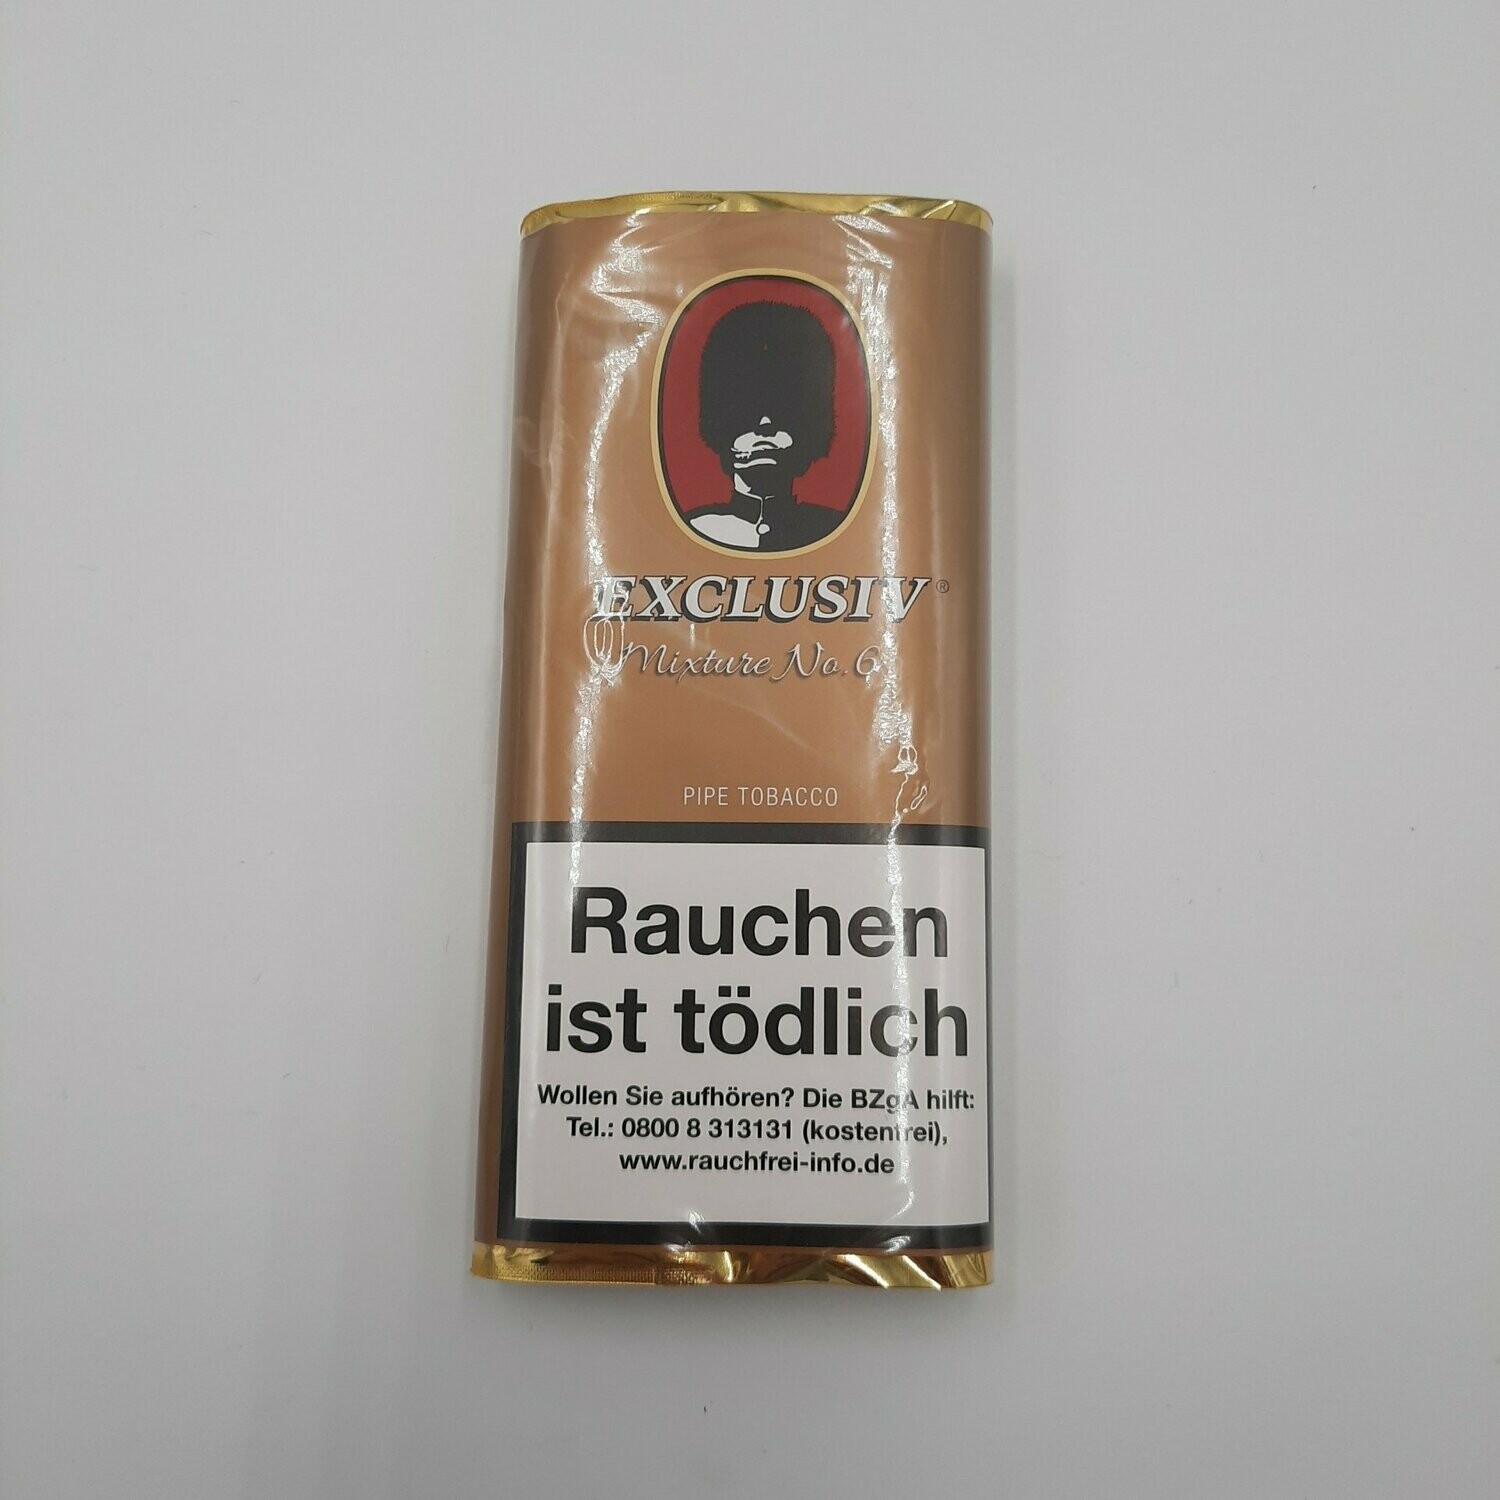 EXCLUSIV®
Mixture No. 6
PIPE TOBACCO
Rauchen
ist tödlich
Wollen Sie aufhören? Die BZgA hilft:
Tel.: 0800 8 313131 (kostenfrei),
www.rauchfrei-info.de